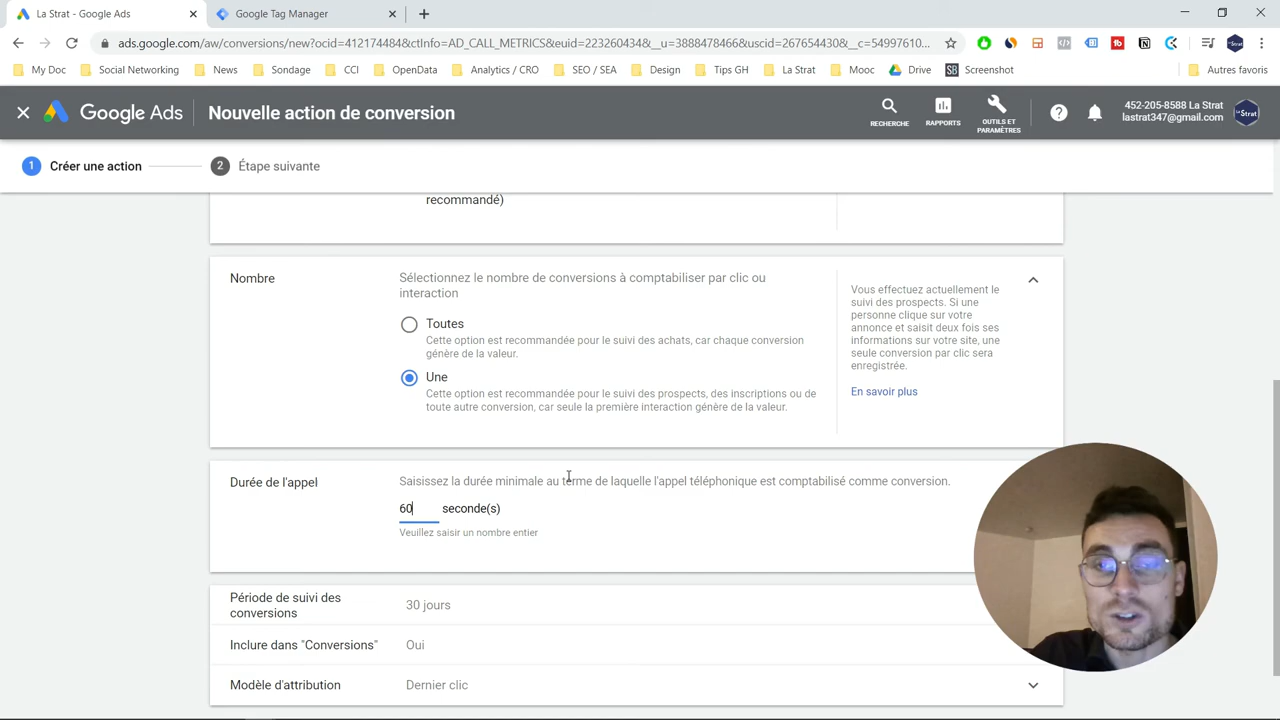 La Strat - Google Ads
Google Tag Manager
ads.google.com/aw/conversions/new?ocid=413174484&ntInfo=AD_CALL_METRICS&euid=223260434&__u=3888478466&uscid=267654430&__c=54997610...
My Doc
Social Networking
News
Sondage
CCI
OpenData
Analytics / CRO
SEO / SEA
Design
Tips GH
La Strat
Mooc
Drive
SB Screenshot
Autres favoris
Google Ads
Nouvelle action de conversion
RECHERCHE
RAPPORTS
OUTILS ET
PARAMÈTRES
452-205-8588 La Strat
lastrat347@gmail.com
1 Créer une action
2 Étape suivante
recommandé)
Nombre
Sélectionnez le nombre de conversions à comptabiliser par clic ou
interaction
Toutes
Cette option est recommandée pour le suivi des achats, car chaque conversion
génère de la valeur.
Une
Cette option est recommandée pour le suivi des prospects, des inscriptions ou de
toute autre conversion, car seule la première interaction génère de la valeur.
Vous effectuez actuellement le
suivi des prospects. Si une
personne clique sur votre
annonce et saisit deux fois ses
informations sur votre site, une
seule conversion par clic sera
enregistrée.
En savoir plus
Durée de l'appel
Saisissez la durée minimale au terme de laquelle l'appel téléphonique est comptabilisé comme conversion.
60 seconde(s)
Veuillez saisir un nombre entier
Période de suivi des
conversions
30 jours
Inclure dans "Conversions"
Oui
Modèle d'attribution
Dernier clic